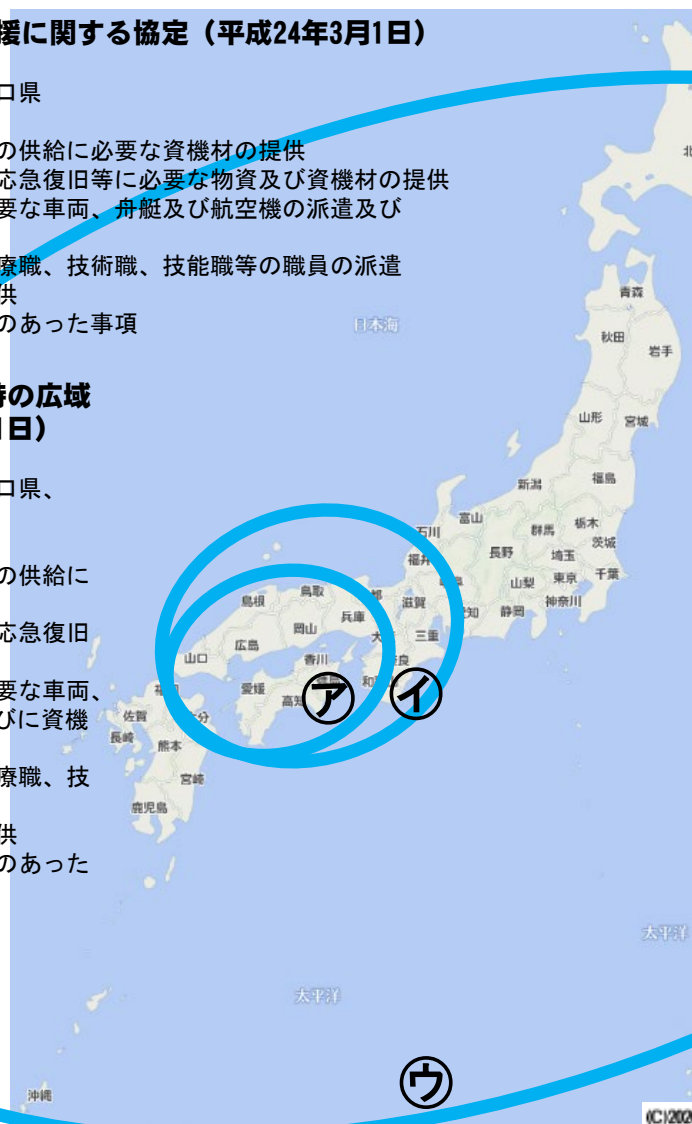 援に関する協定（平成24年3月1日）
口県
の供給に必要な資機材の提供
応急復旧等に必要な物資及び資機材の提供
要な車両、舟艇及び航空機の派遣及び
療職、技術職、技能職等の職員の派遣
供
のあった事項
時の広域
日）
口県、
の供給に
応急復旧
要な車両、
びに資機
療職、技
供
のあった
北
青森
日本海
秋田
岩手
山形
宮城
新潟
福島
石川
富山
群馬
栃木
福井
長野
茨城
埼玉
山梨
東京
千葉
神奈川
静岡
滋賀
三重
島根
鳥取
兵庫
岡山
広島
山口
香川
愛媛
高知
佐賀
長崎
熊本
宮崎
鹿児島
ア
イ
太平洋
太平洋
ウ
沖縄
(C)202